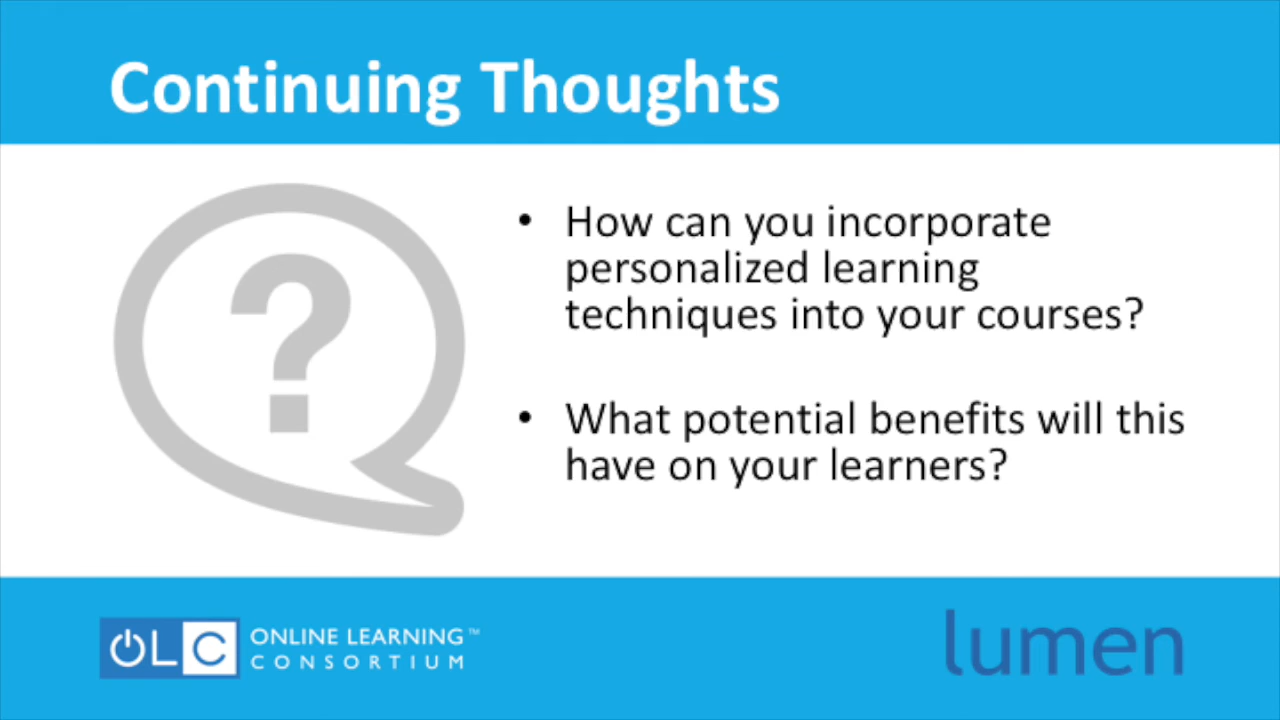 Continuing Thoughts
?
• How can you incorporate
personalized learning
techniques into your courses?
• What potential benefits will this
have on your learners?
OLC ONLINE LEARNING™
CONSORTIUM
lumen